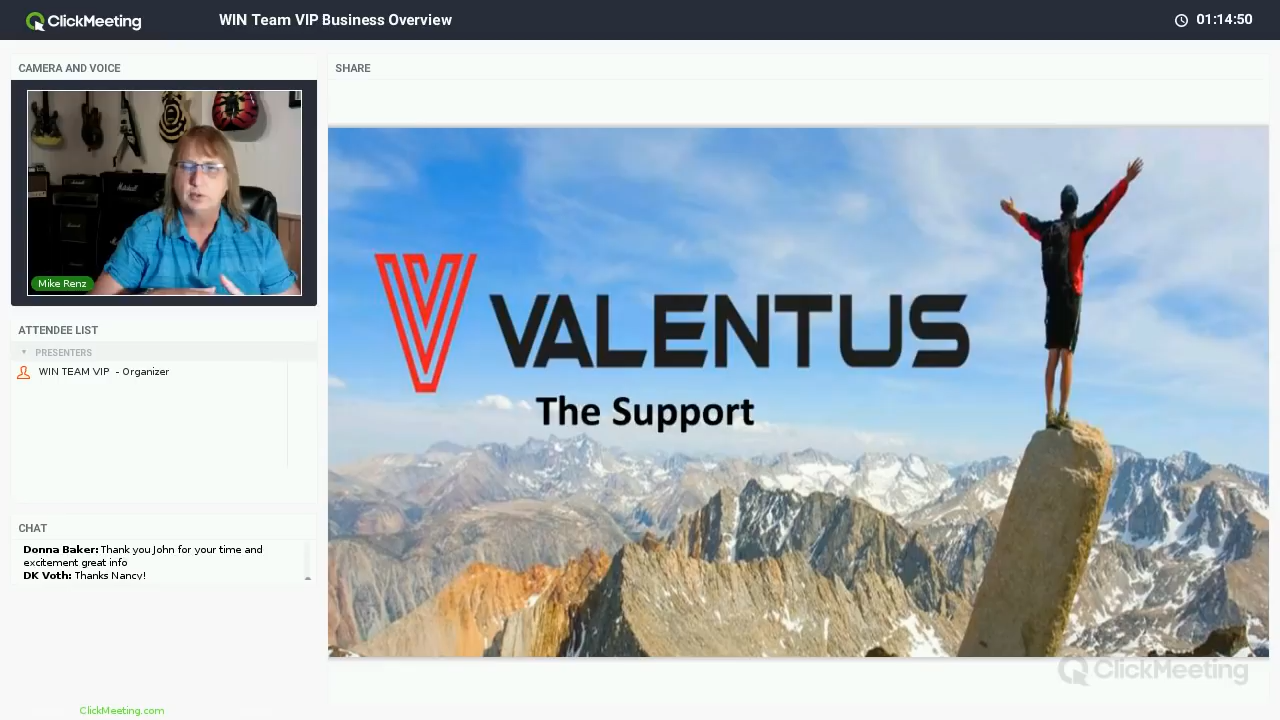 ClickMeeting
WIN Team VIP Business Overview
01:14:50
CAMERA AND VOICE
Marshall
Mike Renz
ATTENDEE LIST
PRESENTERS
WIN TEAM VIP - Organizer
CHAT
Donna Baker: Thank you John for your time and
excitement great info
DK Voth: Thanks Nancy!
ClickMeeting.com
SHARE
VALENTUS
The Support
ClickMeeting